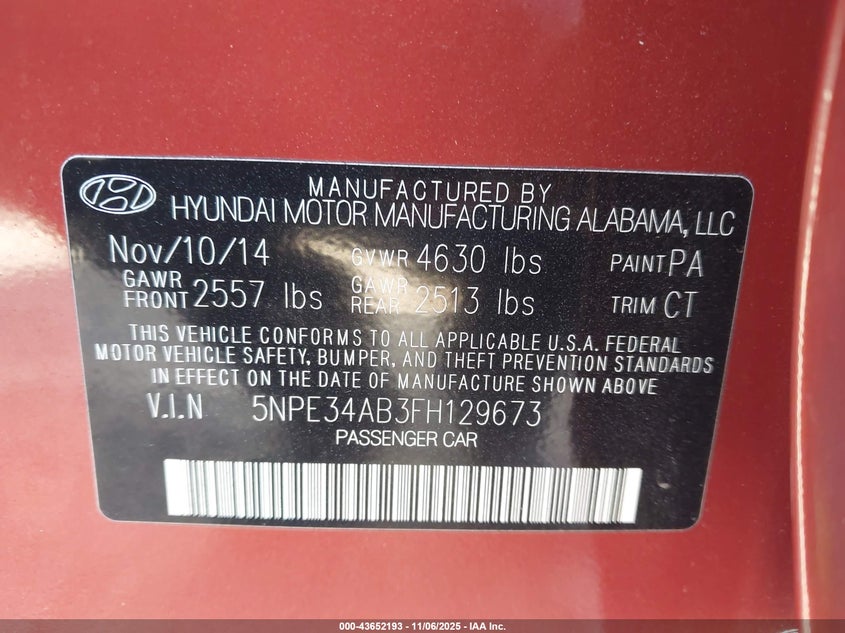 MANUFACTURED BY
HYUNDAI MOTOR MANUFACTURING ALABAMA, LLC
Nov/10/14 GVWR 4630 lbs PAINT PA
GAWR FRONT 2557 lbs GAWR REAR 2513 lbs TRIM CT
THIS VEHICLE CONFORMS TO ALL APPLICABLE U.S.A. FEDERAL
MOTOR VEHICLE SAFETY, BUMPER, AND THEFT PREVENTION STANDARDS
IN EFFECT ON THE DATE OF MANUFACTURE SHOWN ABOVE
V.I.N 5NPE34AB3FH129673
PASSENGER CAR
000-43652193 - 11/06/2025 - IAA Inc.